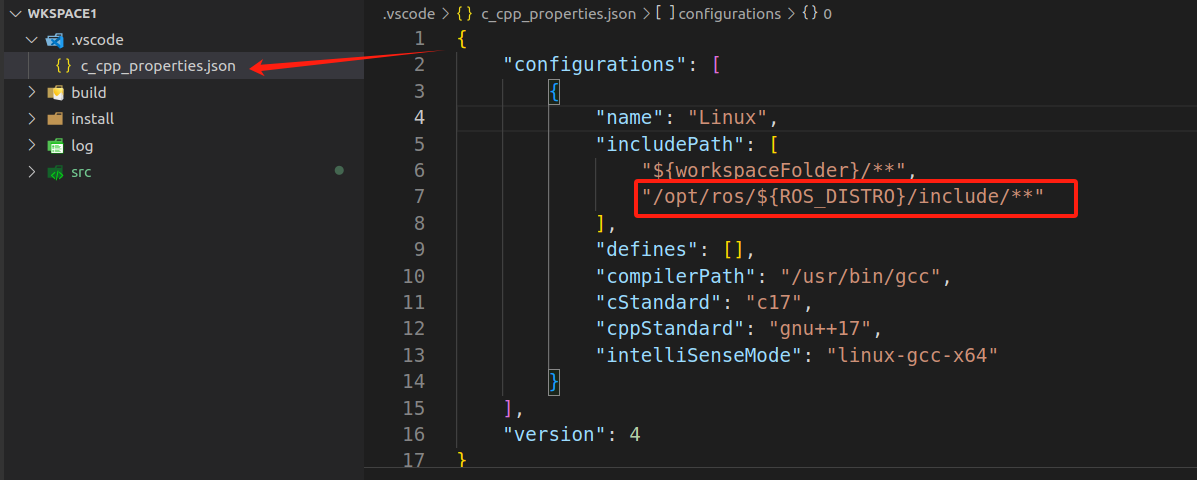 WKSPACE1
.vscode
c_cpp_properties.json
build
install
log
src
.vscode > {} c_cpp_properties.json > [ ] configurations > {} 0
1 {
2 "configurations": [
3 {
4 "name": "Linux",
5 "includePath": [
6 "${workspaceFolder}/**",
7 "/opt/ros/${ROS_DISTRO}/include/**"
8 ],
9 "defines": [],
10 "compilerPath": "/usr/bin/gcc",
11 "cStandard": "c17",
12 "cppStandard": "gnu++17",
13 "intelliSenseMode": "linux-gcc-x64"
14 }
15 ],
16 "version": 4
17 }